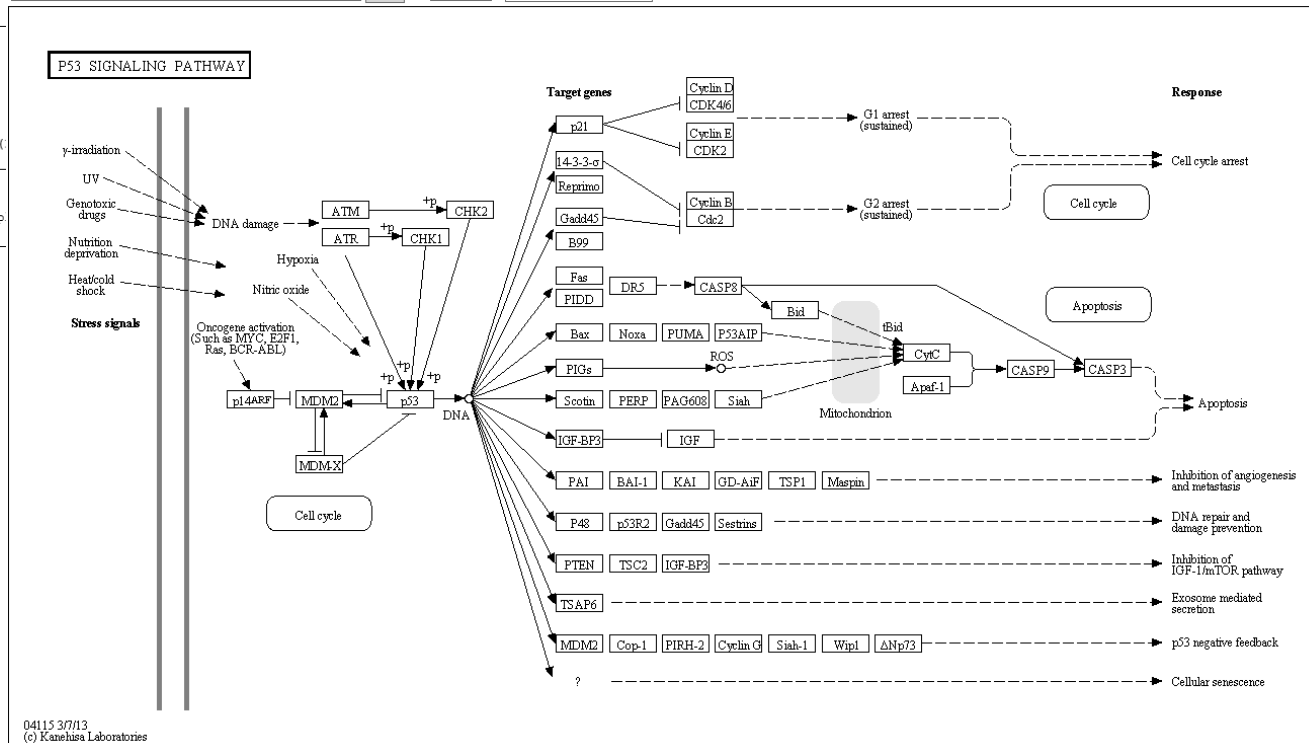 P53 SIGNALING PATHWAY
Target genes
Response
γ-irradiation
UV
Genotoxic
drugs
Nutrition
deprivation
Heat/cold
shock
Stress signals
DNA damage
ATM
+p
CHK2
ATR
+p
CHK1
Hypoxia
Nitric oxide
Oncogene activation
(Such as MYC, E2F1,
Ras, BCR-ABL)
+p
+p
+p
p14ARF
MDM2
p53
DNA
MDM-X
Cell cycle
p21
Cyclin D
CDK4/6
Cyclin E
CDK2
G1 arrest
(sustained)
14-3-3-σ
Reprimo
Gadd45
B99
Cyclin B
Cdc2
G2 arrest
(sustained)
Cell cycle arrest
Cell cycle
Fas
PIDD
DR5
CASP8
Bid
tBid
Apoptosis
Bax
Noxa
PUMA
P53AIP
CytC
PIGs
ROS
Apaf-1
CASP9
CASP3
Scotin
PERP
PAG608
Siah
Mitochondrion
Apoptosis
IGF-BP3
IGF
PAI
BAI-1
KAI
GD-AiF
TSP1
Maspin
Inhibition of angiogenesis
and metastasis
P48
p53R2
Gadd45
Sestrins
DNA repair and
damage prevention
PTEN
TSC2
IGF-BP3
Inhibition of
IGF-1/mTOR pathway
TSAP6
Exosome mediated
secretion
MDM2
Cop-1
PIRH-2
Cyclin G
Siah-1
Wip1
ΔNp73
p53 negative feedback
?
Cellular senescence
04115 3/7/13
(c) Kanehisa Laboratories